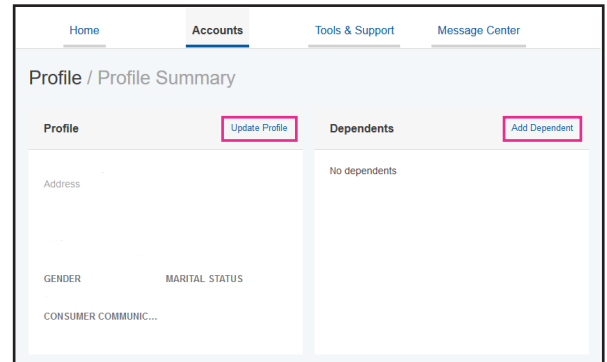 Home Accounts Tools & Support Message Center
Profile / Profile Summary
Profile Update Profile
Address
GENDER MARITAL STATUS
CONSUMER COMMUNIC...
Dependents Add Dependent
No dependents